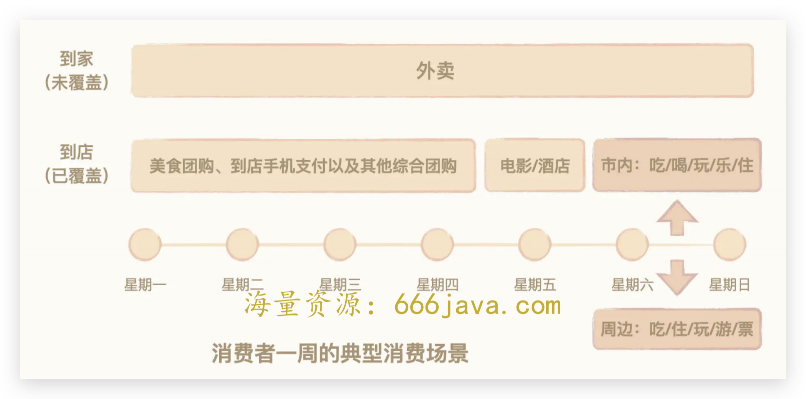 到家
（未覆盖）
外卖
到店
（已覆盖）
美食团购、到店手机支付以及其他综合团购
电影/酒店
市内：吃/喝/玩/乐/住
星期一
星期二
星期三
星期四
星期五
星期六
星期日
海量资源：666java.com
周边：吃/住/玩/游/票
消费者一周的典型消费场景